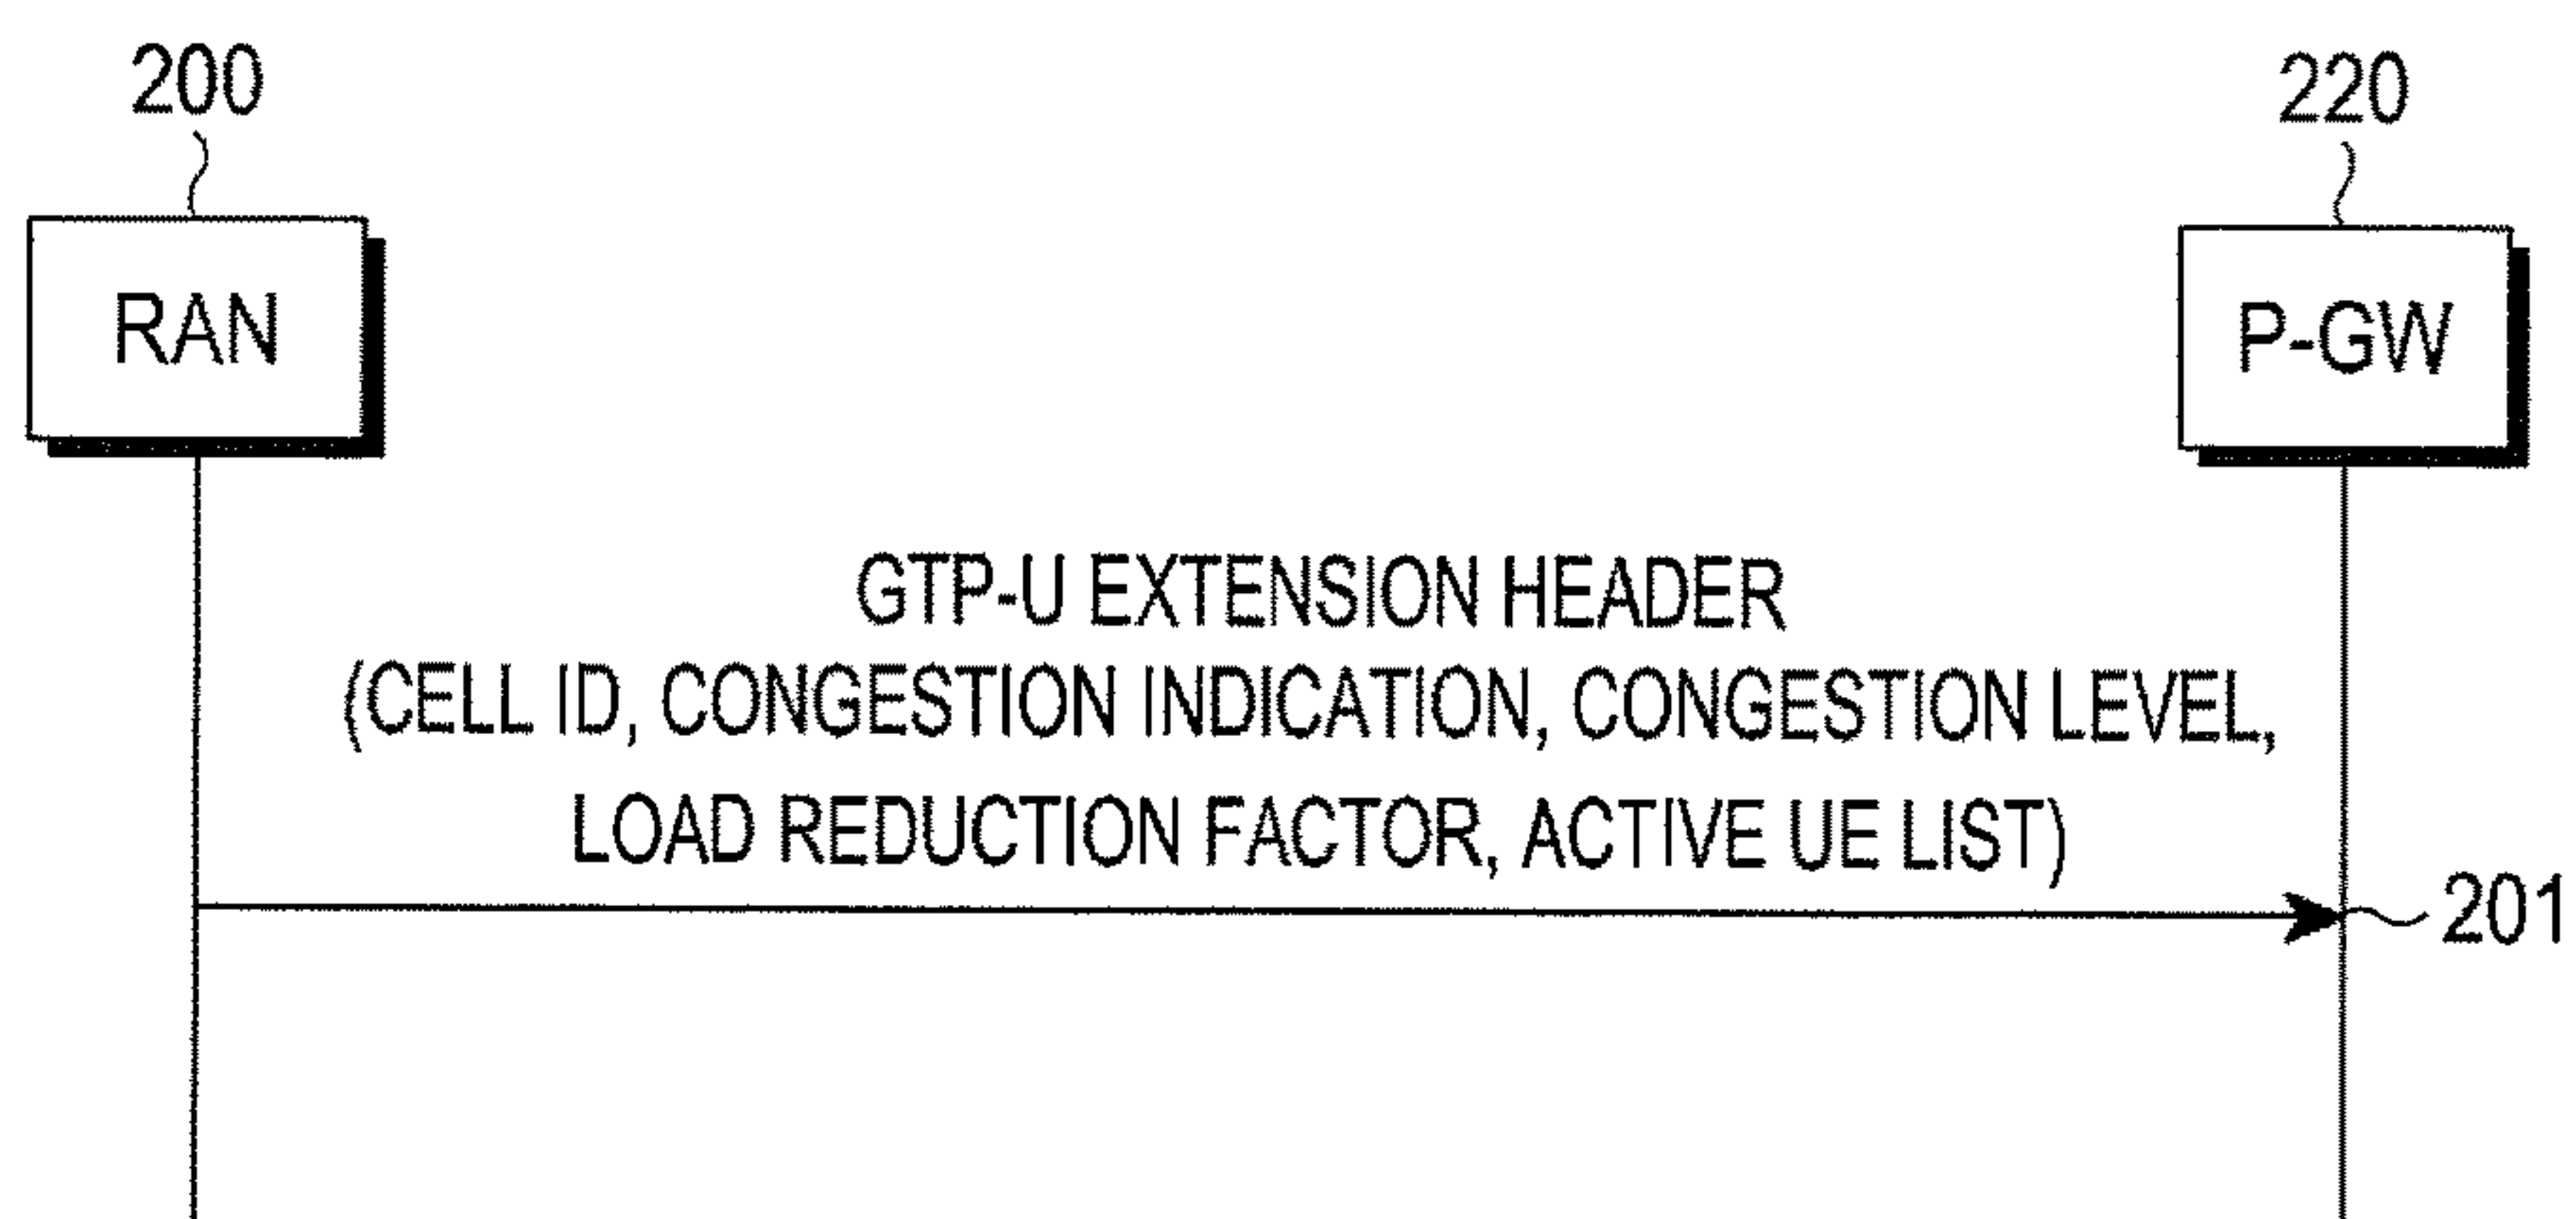 200
220
RAN
P-GW
GTP-U EXTENSION HEADER
(CELL ID, CONGESTION INDICATION, CONGESTION LEVEL,
LOAD REDUCTION FACTOR, ACTIVE UE LIST)
201